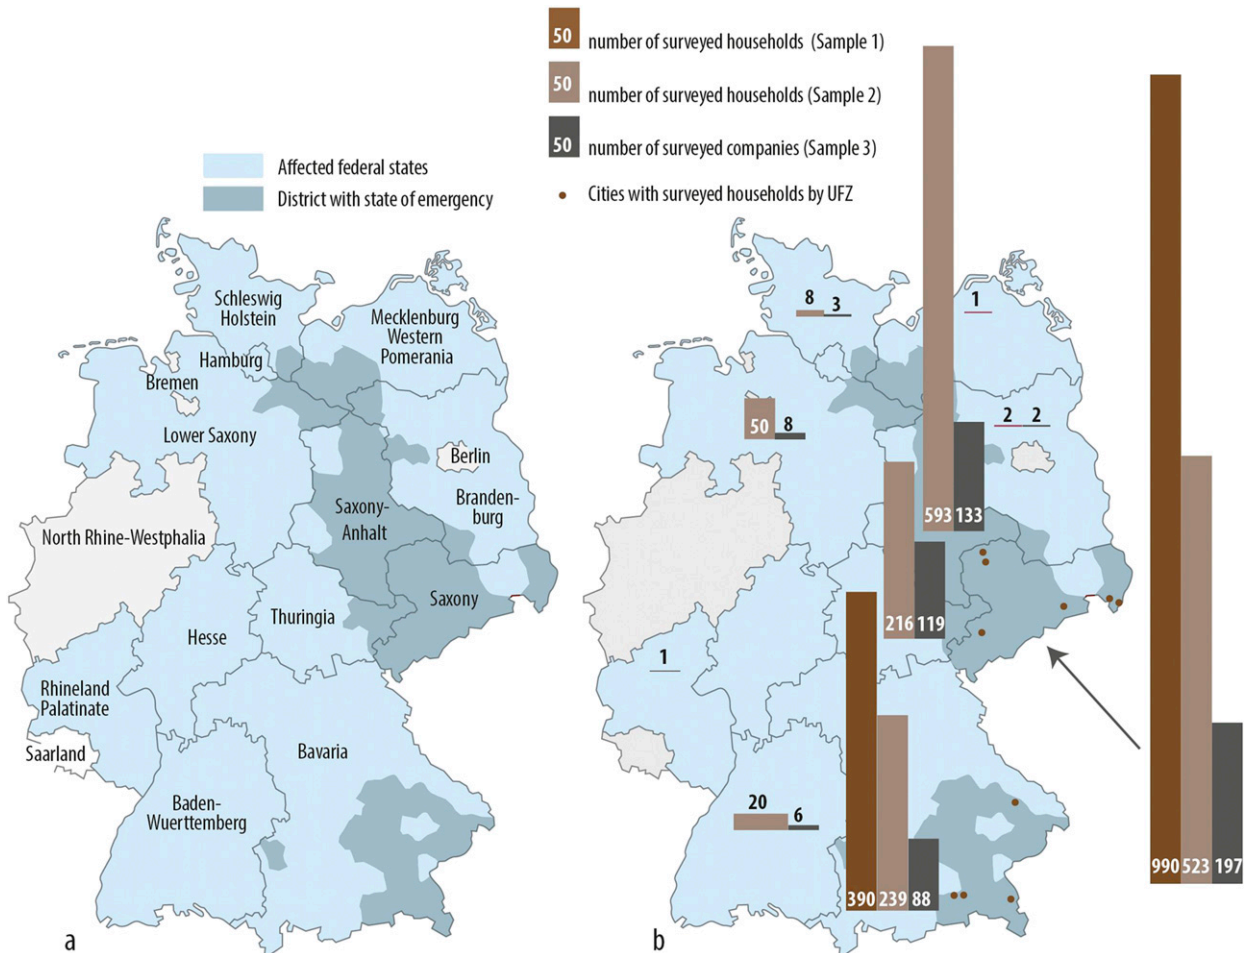 50 number of surveyed households (Sample 1)
50 number of surveyed households (Sample 2)
50 number of surveyed companies (Sample 3)
Cities with surveyed households by UFZ
Affected federal states
District with state of emergency
Schleswig
Holstein
Mecklenburg
Western
Pomerania
Hamburg
Bremen
Lower Saxony
Berlin
Branden-
burg
Saxony-
Anhalt
North Rhine-Westphalia
Saxony
Thuringia
Hesse
Rhineland
Palatinate
Saarland
Bavaria
Baden-
Wuerttemberg
a
8 3
1
50 8
2 2
593 133
216 119
1
20 6
390 239 88
990 523 197
b